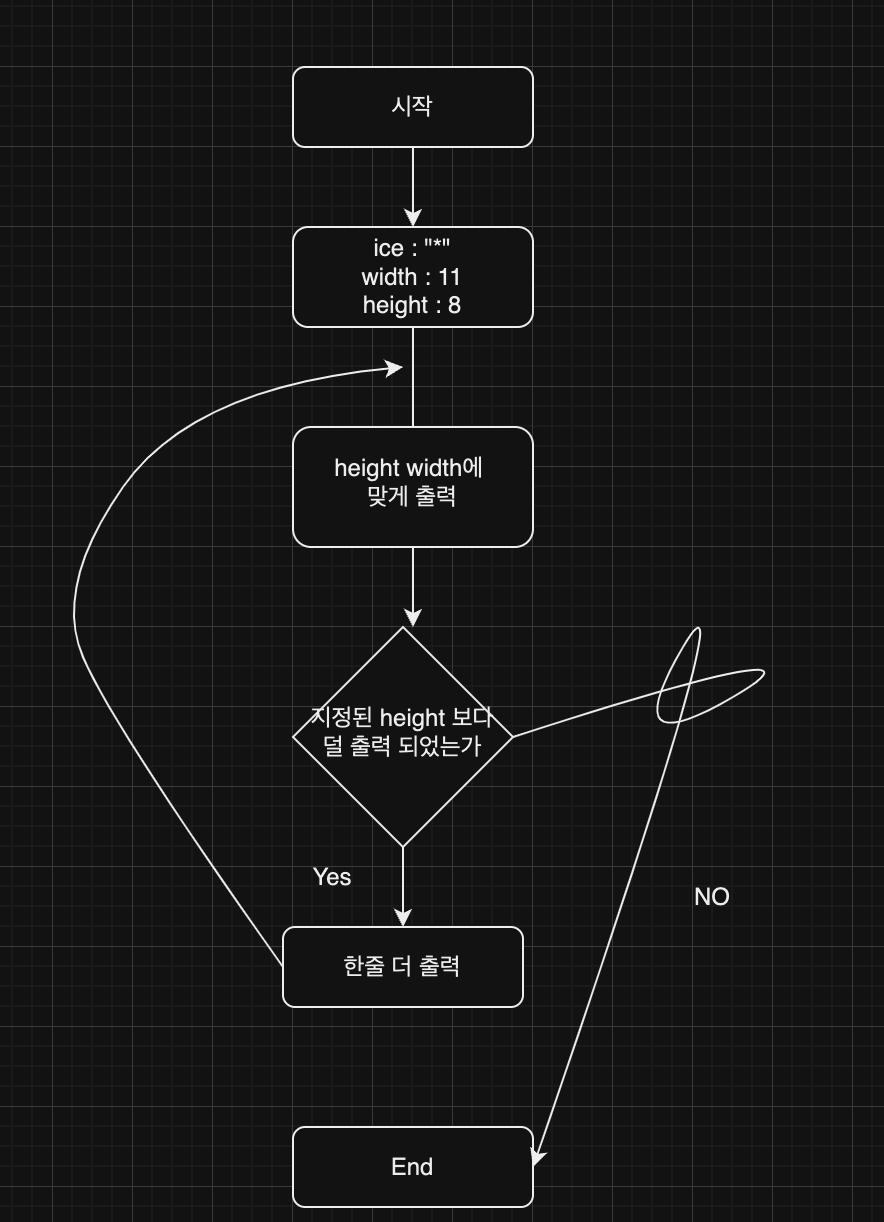 시작
ice : "*"
width : 11
height : 8
height width에
맞게 출력
지정된 height 보다
덜 출력 되었는가
Yes
NO
한줄 더 출력
End